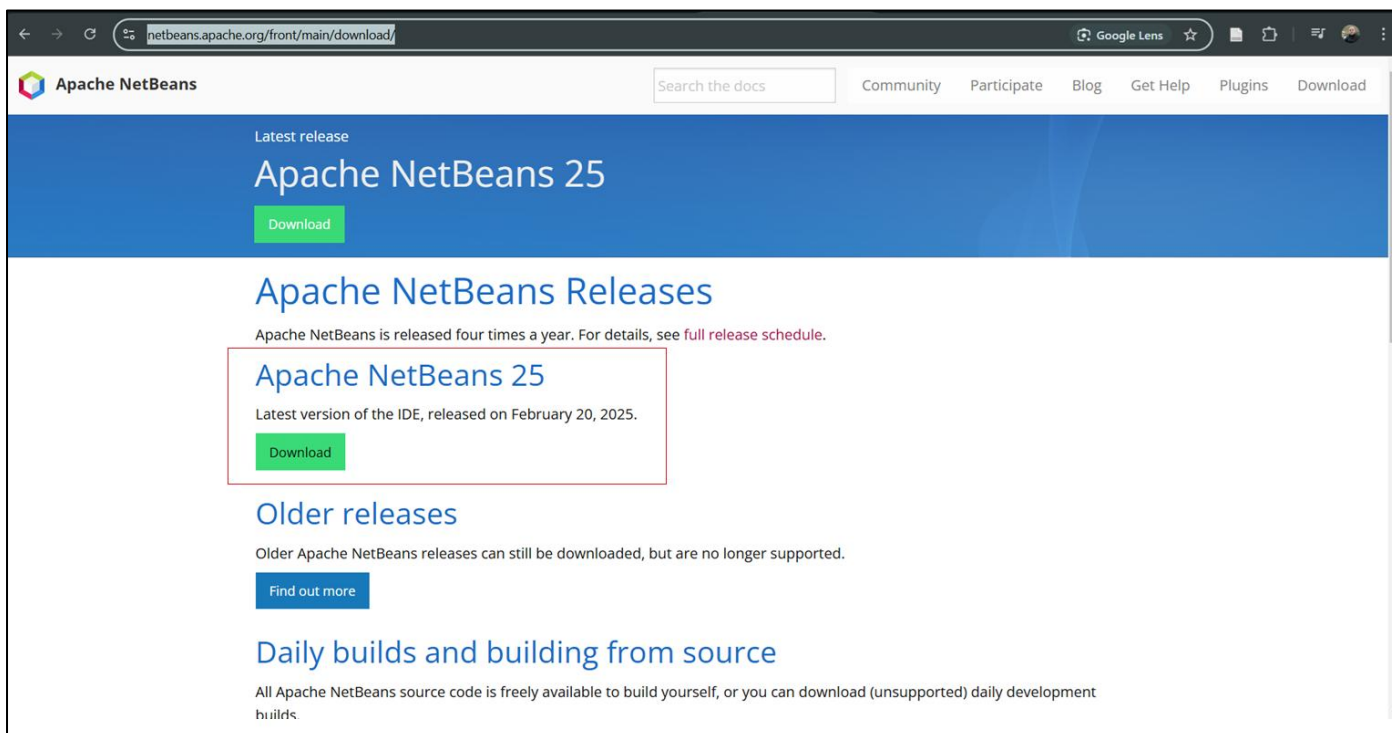 netbeans.apache.org/front/main/download/
Google Lens
Apache NetBeans
Search the docs
Community
Participate
Blog
Get Help
Plugins
Download
Latest release
Apache NetBeans 25
Download
Apache NetBeans Releases
Apache NetBeans is released four times a year. For details, see full release schedule.
Apache NetBeans 25
Latest version of the IDE, released on February 20, 2025.
Download
Older releases
Older Apache NetBeans releases can still be downloaded, but are no longer supported.
Find out more
Daily builds and building from source
All Apache NetBeans source code is freely available to build yourself, or you can download (unsupported) daily development
builds.